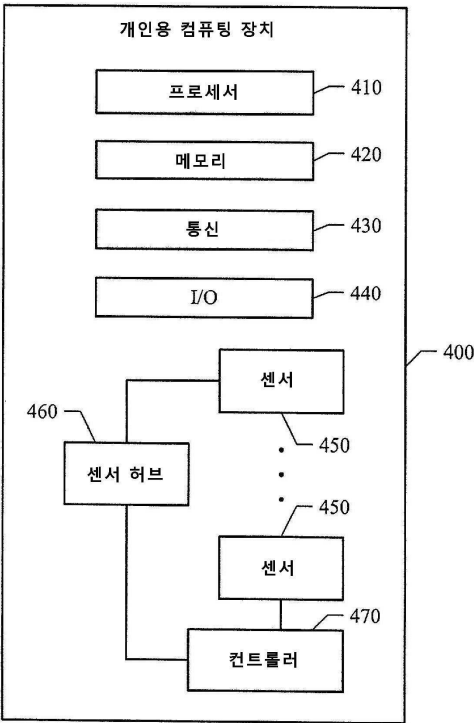 개인용 컴퓨팅 장치
프로세서
410
메모리
420
통신
430
I/O
440
400
센서
460
450
센서 허브
450
센서
470
컨트롤러